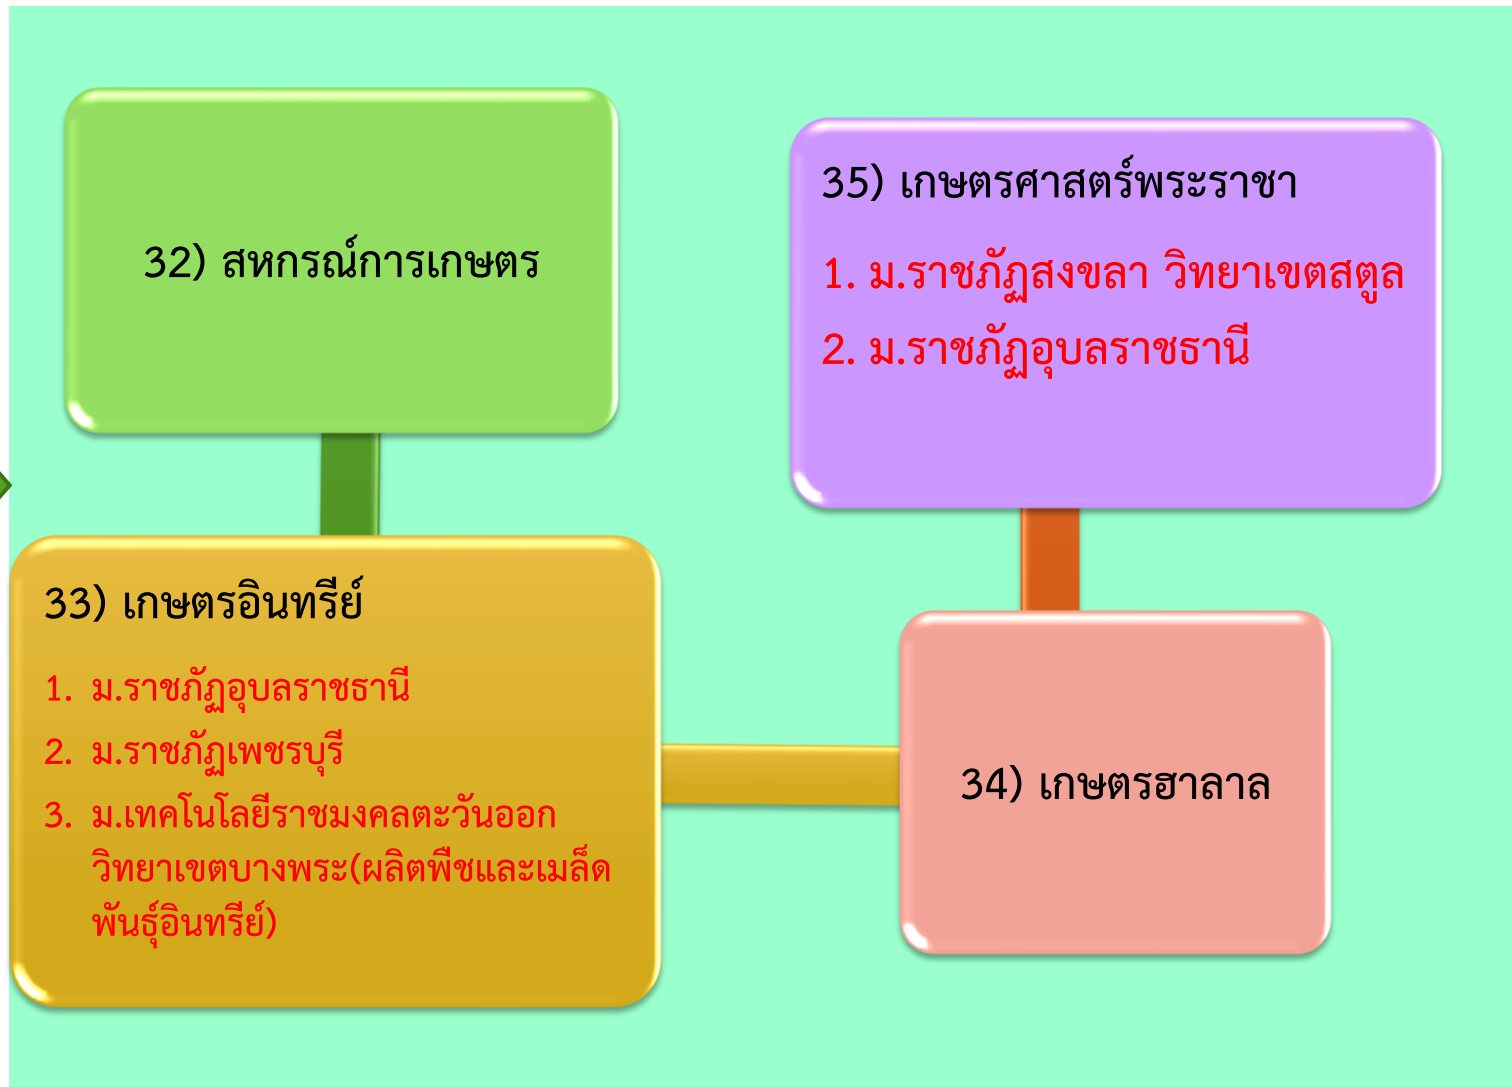 32) สหกรณ์การเกษตร
33) เกษตรอินทรีย์
1. ม.ราชภัฏอุบลราชธานี
2. ม.ราชภัฏเพชรบุรี
3. ม.เทคโนโลยีราชมงคลตะวันออก
วิทยาเขตบางพระ(ผลิตพืชและเมล็ด
พันธุ์อินทรีย์)
34) เกษตรฮาลาล
35) เกษตรศาสตร์พระราชา
1. ม.ราชภัฏสงขลา วิทยาเขตสตูล
2. ม.ราชภัฏอุบลราชธานี